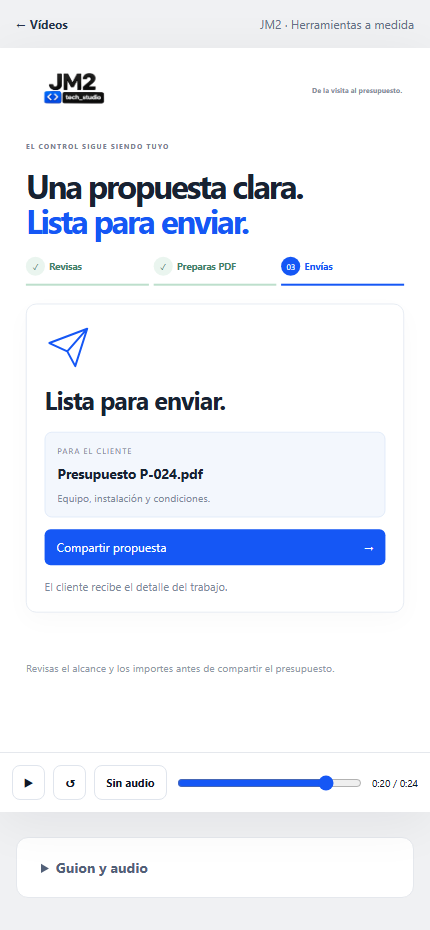 ← Vídeos
JM2 · Herramientas a medida
JM2
<> tech_studio
De la visita al presupuesto.
EL CONTROL SIGUE SIENDO TUYO
Una propuesta clara.
Lista para enviar.
✓ Revisas
✓ Preparas PDF
03 Envías
Lista para enviar.
PARA EL CLIENTE
Presupuesto P-024.pdf
Equipo, instalación y condiciones.
Compartir propuesta →
El cliente recibe el detalle del trabajo.
Revisas el alcance y los importes antes de compartir el presupuesto.
▶ ↺ Sin audio 0:20 / 0:24
▶ Guion y audio